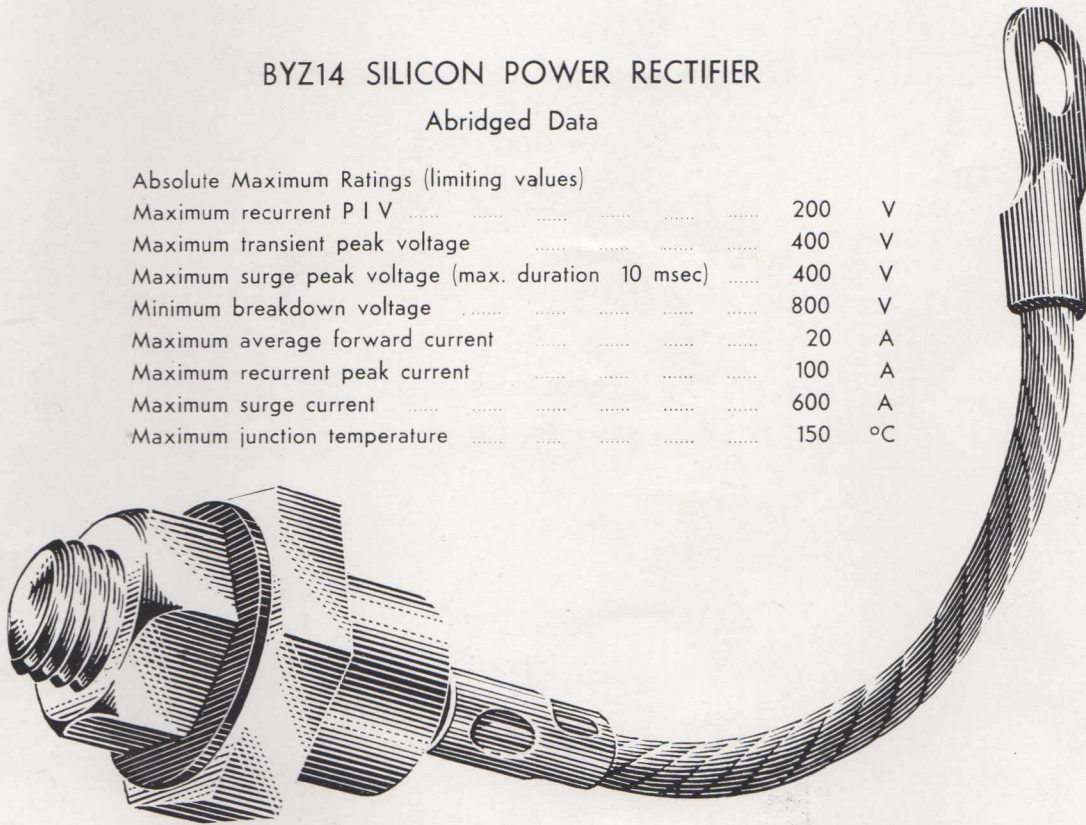 BYZ14 SILICON POWER RECTIFIER
Abridged Data
Absolute Maximum Ratings (limiting values)
Maximum recurrent P I V ...... ...... ...... ...... ...... ...... 200 V
Maximum transient peak voltage ...... ...... ...... ...... 400 V
Maximum surge peak voltage (max. duration 10 msec) ...... 400 V
Minimum breakdown voltage ...... ...... ...... ...... ...... 800 V
Maximum average forward current ...... ...... ...... ...... 20 A
Maximum recurrent peak current ...... ...... ...... ...... 100 A
Maximum surge current ...... ...... ...... ...... ...... ...... 600 A
Maximum junction temperature ...... ...... ...... ...... ...... 150 °C